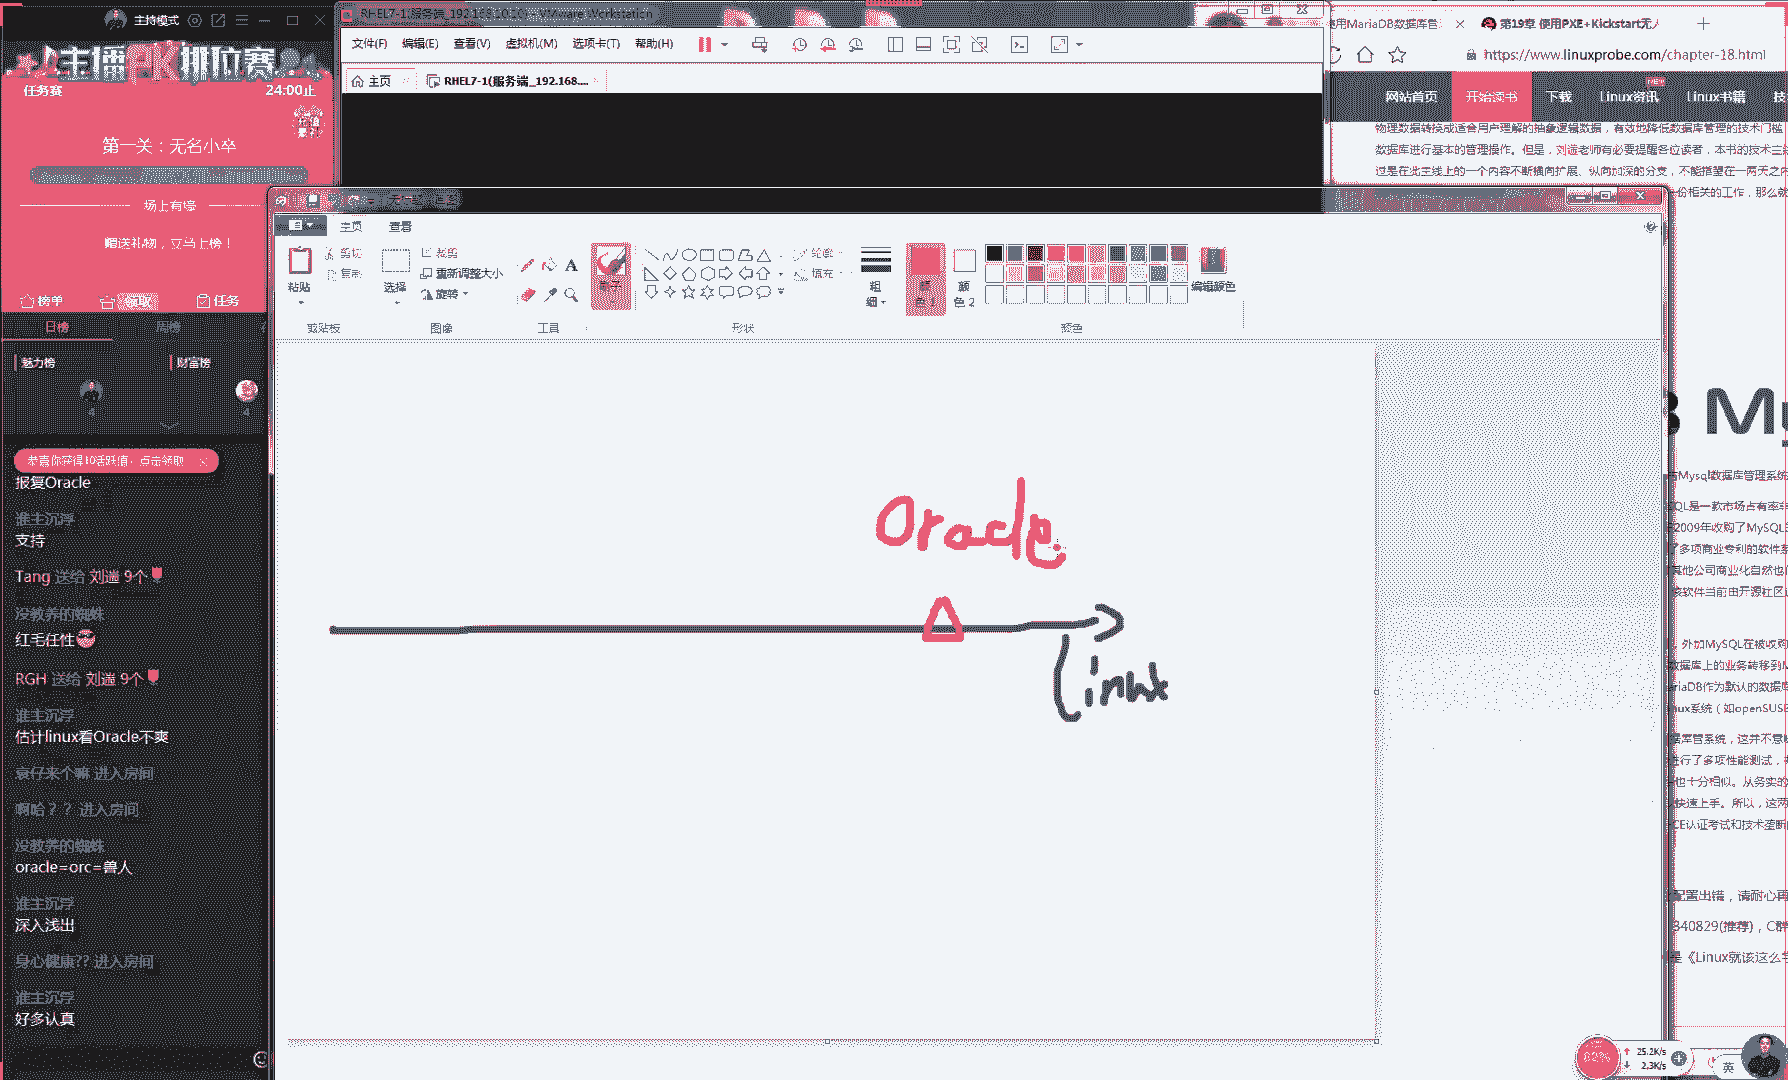 主持模式
主播PK排位赛
任务赛
24:00止
第一关：无名小卒
场上有谁
赠送礼物，立马上榜！
榜单
领取
任务
日榜
周榜
魅力榜
财富榜
4
4
恭喜你获得10活跃值，点击领取
报复Oracle
谁主沉浮
支持
Tang 送给 刘遄 9个
没教养的蜘蛛
红毛任性
RGH 送给 刘遄 9个
谁主沉浮
估计linux看Oracle不爽
袁仔来个嘛 进入房间
啊哈？？ 进入房间
没教养的蜘蛛
oracle=orc=兽人
谁主沉浮
深入浅出
身心健康?? 进入房间
谁主沉浮
好多认真
文件(F) 编辑(E) 查看(V) 虚拟机(M) 选项卡(T) 帮助(H)
主页
RHEL7-1(服务端_192.168....
主页 查看
粘贴
剪切
复制
剪贴板
选择
裁剪
重新调整大小
旋转
图像
A
工具
刷子
形状
轮廓
填充
粗
细
颜
色 1
颜
色 2
颜色
编辑颜色
Oracle
Linux
使用MariaDB数据库管
第19章 使用PXE+Kickstart无人
https://www.linuxprobe.com/chapter-18.html
网站首页
开始读书
下载
Linux资讯
NEW
Linux书籍
技
物理数据转换成适合用户理解的抽象逻辑数据，有效地降低数据库管理的技术门槛
数据库进行基本的管理操作。但是，刘遄老师有必要提醒各位读者，本书的技术主线
过是在此主线上的一个内容不断横向扩展、纵向加深的分支，不能指望在一两天之内
份相关的工作，那么就
My
Mysql数据库管理系统
QL是一款市场占有率
2009年收购了MySQL
了多项商业专利的软件
其他公司商业化自然也
该软件当前由开源社区
外加MySQL在被收购
数据库上的业务转移到M
riaDB作为默认的数据库
nux系统（如openSUSE
据库管系统，这并不意
进行了多项性能测试，
也十分相似。从务实的
快速上手。所以，这两
CE认证考试和技术垄断
配置出错，请耐心再
340829(推荐)，C群
是《Linux就该这么学
82%
25.2K/s
2.3K/s
英